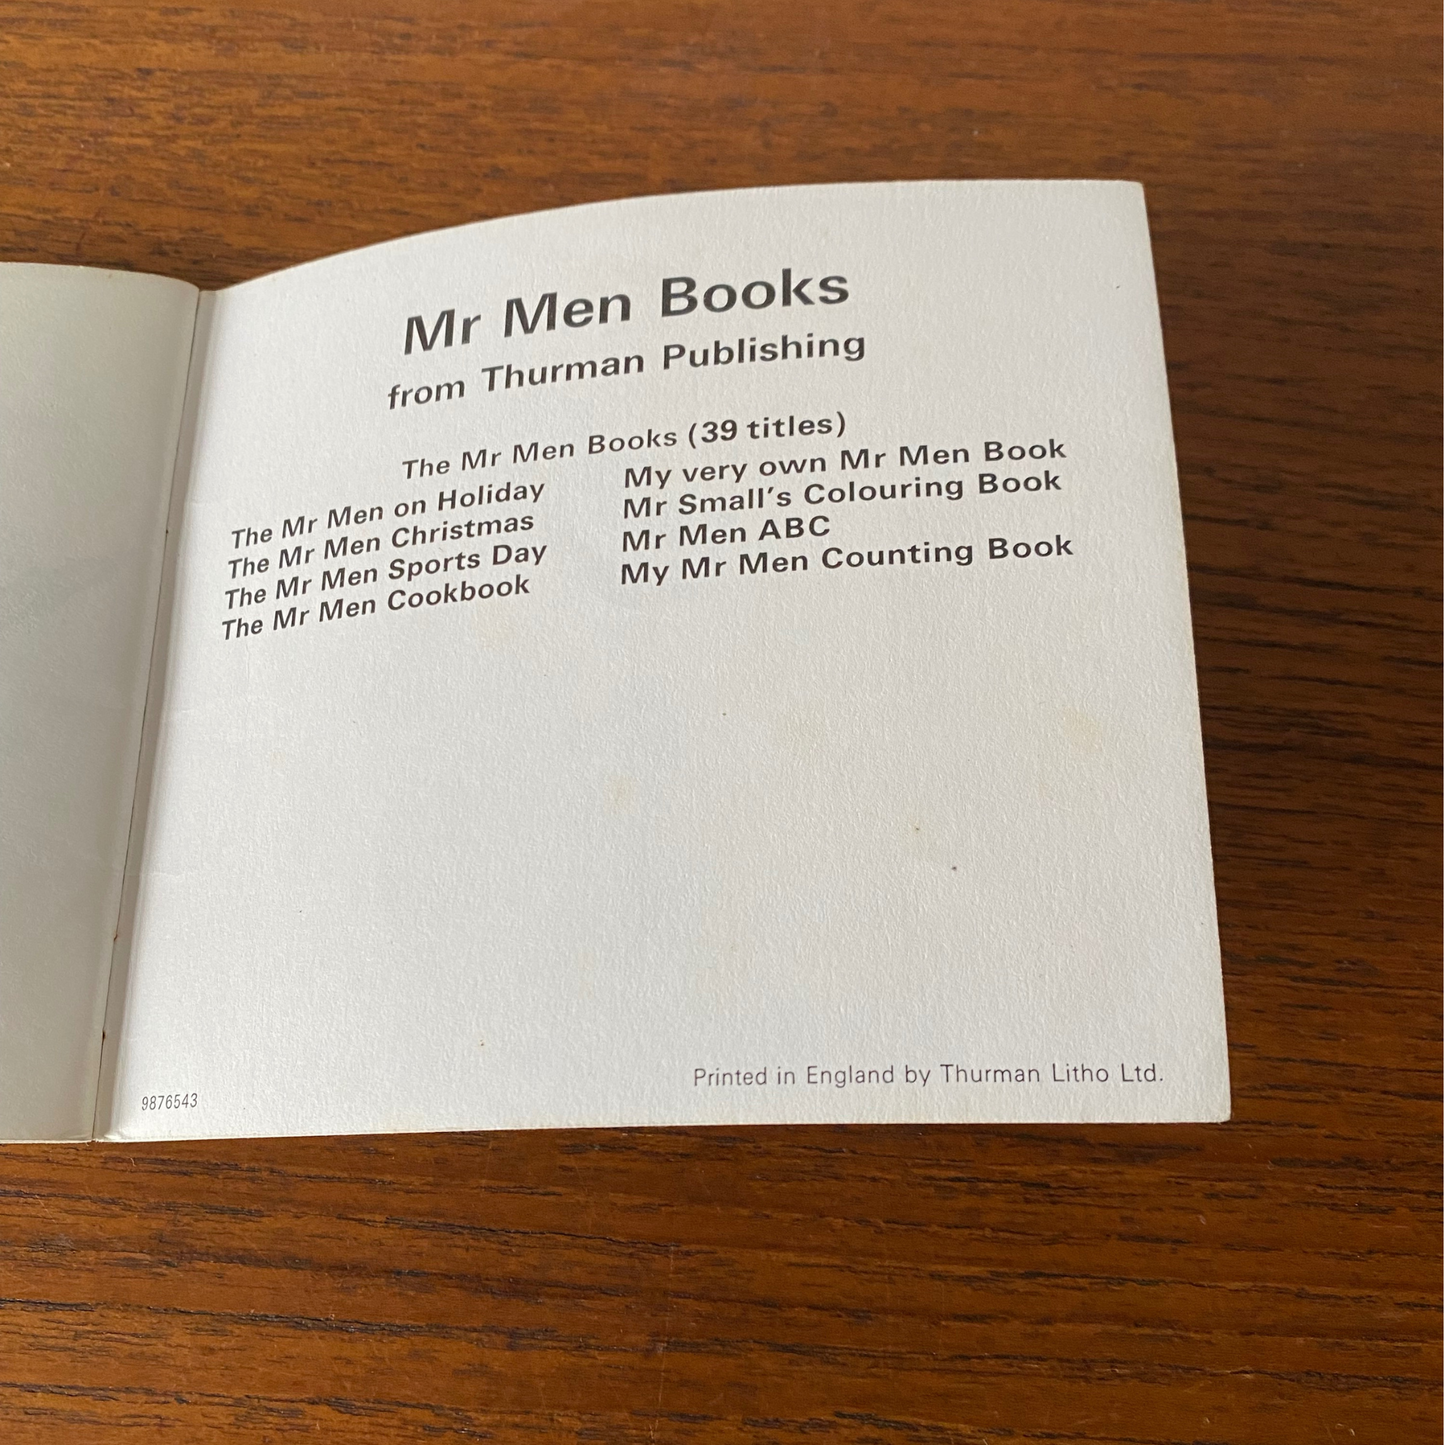 Mr Men Books
from Thurman Publishing
The Mr Men Books (39 titles)
The Mr Men on Holiday
The Mr Men Christmas
The Mr Men Sports Day
The Mr Men Cookbook
My very own Mr Men Book
Mr Small's Colouring Book
Mr Men ABC
My Mr Men Counting Book
9876543
Printed in England by Thurman Litho Ltd.